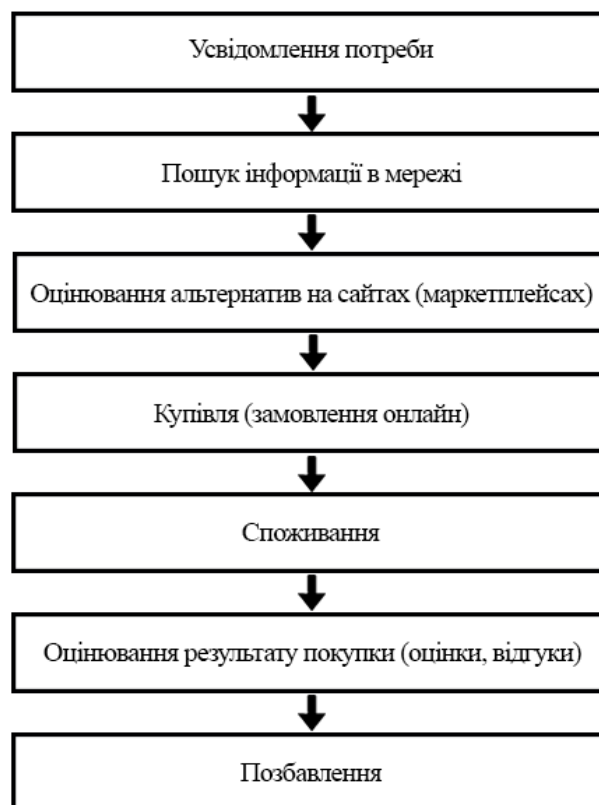 Усвідомлення потреби
Пошук інформації в мережі
Оцінювання альтернатив на сайтах (маркетплейсах)
Купівля (замовлення онлайн)
Споживання
Оцінювання результату покупки (оцінки, відгуки)
Позбавлення